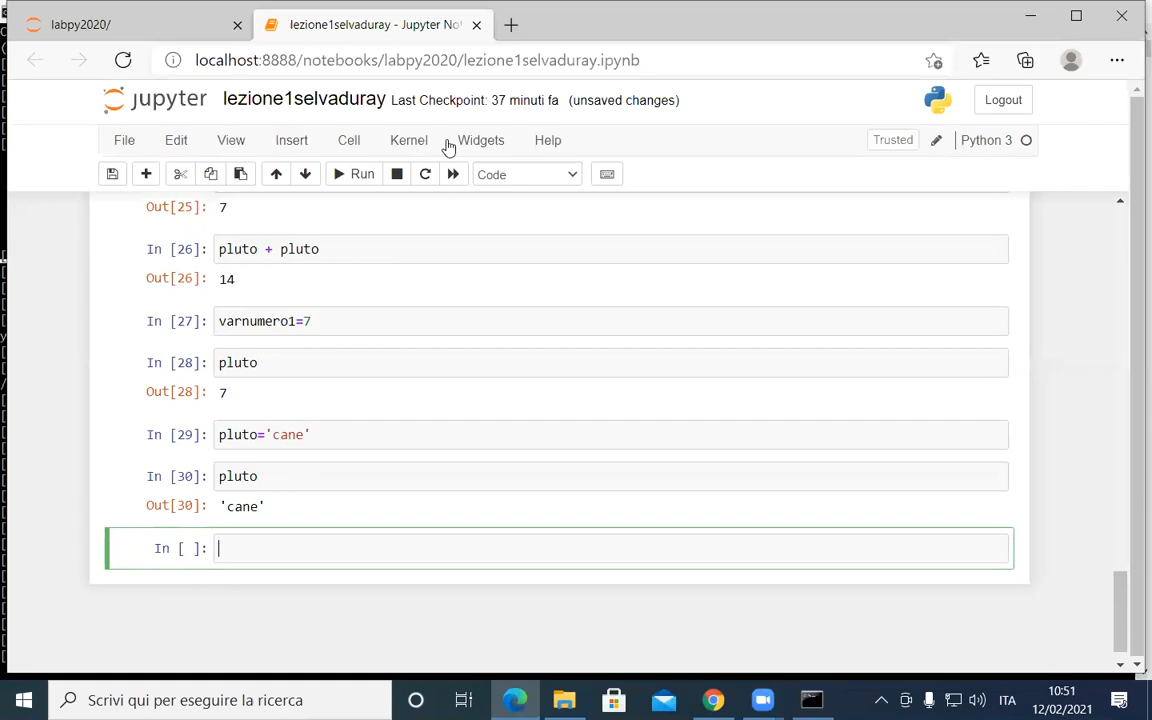 labpy2020/
lezione1selvaduray - Jupyter Not
localhost:8888/notebooks/labpy2020/lezione1selvaduray.ipynb
jupyter lezione1selvaduray Last Checkpoint: 37 minuti fa (unsaved changes)
Logout
File Edit View Insert Cell Kernel Widgets Help
Trusted
Python 3
Run
Code
Out[25]: 7
In [26]: pluto + pluto
Out[26]: 14
In [27]: varnumero1=7
In [28]: pluto
Out[28]: 7
In [29]: pluto='cane'
In [30]: pluto
Out[30]: 'cane'
In [ ]:
Scrivi qui per eseguire la ricerca
ITA
10:51
12/02/2021